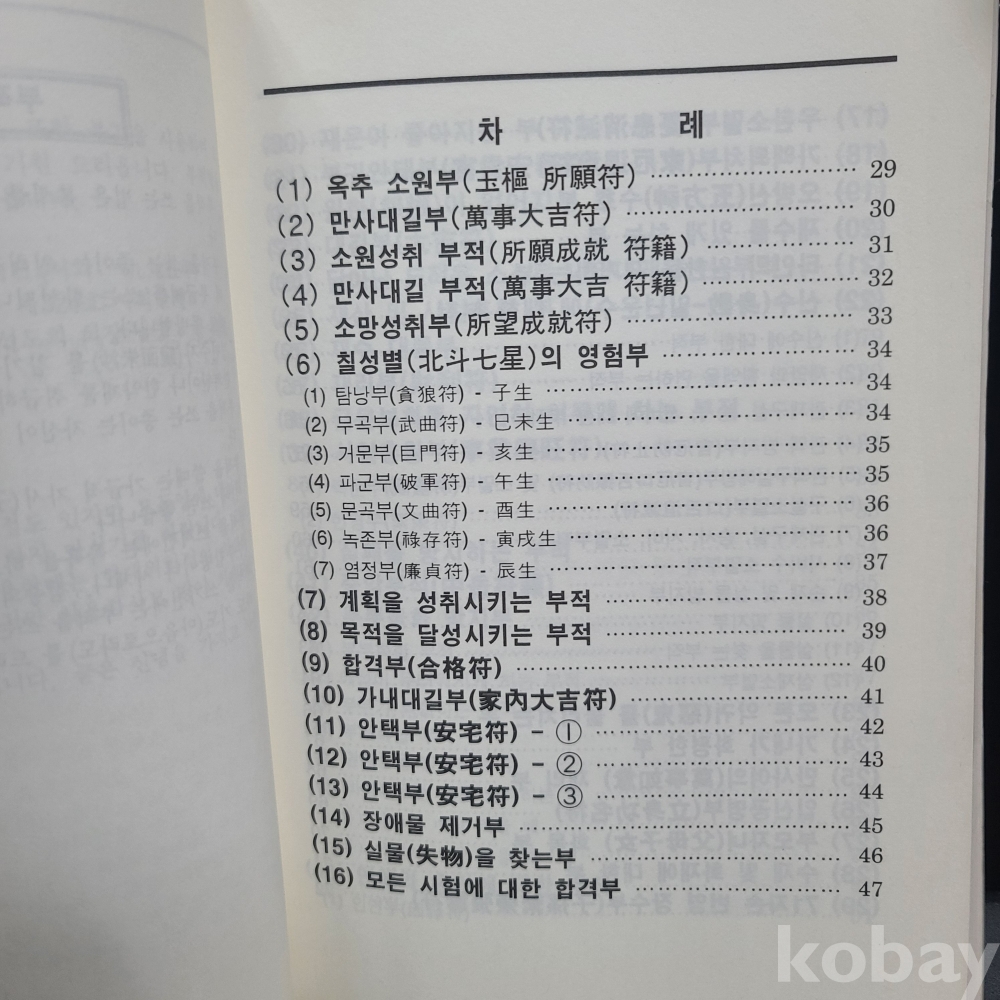 차 례
(1) 옥추 소원부(玉樞 所願符) ································ 29
(2) 만사대길부(萬事大吉符) ································ 30
(3) 소원성취 부적(所願成就 符籍) ························ 31
(4) 만사대길 부적(萬事大吉 符籍) ························ 32
(5) 소망성취부(所望成就符) ································ 33
(6) 칠성별(北斗七星)의 영험부 ···························· 34
(1) 탐낭부(貪狼符) - 子生 ································ 34
(2) 무곡부(武曲符) - 巳未生 ······························ 34
(3) 거문부(巨門符) - 亥生 ································ 35
(4) 파군부(破軍符) - 午生 ································ 35
(5) 문곡부(文曲符) - 酉生 ································ 36
(6) 녹존부(祿存符) - 寅戌生 ······························ 36
(7) 염정부(廉貞符) - 辰生 ································ 37
(7) 계획을 성취시키는 부적 ································ 38
(8) 목적을 달성시키는 부적 ································ 39
(9) 합격부(合格符) ········································ 40
(10) 가내대길부(家內大吉符) ······························ 41
(11) 안택부(安宅符) - ① ·································· 42
(12) 안택부(安宅符) - ② ·································· 43
(13) 안택부(安宅符) - ③ ·································· 44
(14) 장애물 제거부 ········································ 45
(15) 실물(失物)을 찾는부 ·································· 46
(16) 모든 시험에 대한 합격부 ······························ 47
kobay